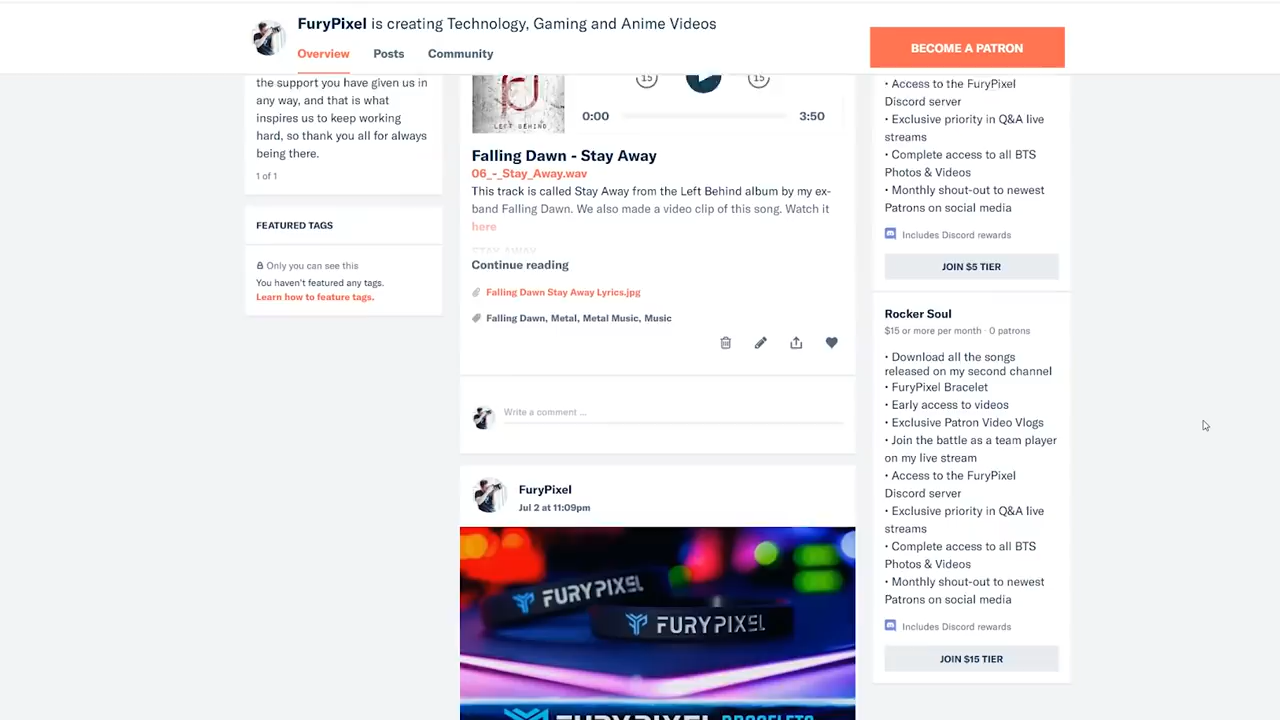 FuryPixel is creating Technology, Gaming and Anime Videos
Overview
Posts
Community
BECOME A PATRON
the support you have given us in
any way, and that is what
inspires us to keep working
hard, so thank you all for always
being there.
1 of 1
FEATURED TAGS
Only you can see this
You haven't featured any tags.
Learn how to feature tags.
LEFT BEHIND
15
15
0:00
3:50
Falling Dawn - Stay Away
06_-_Stay_Away.wav
This track is called Stay Away from the Left Behind album by my ex-
band Falling Dawn. We also made a video clip of this song. Watch it
here
STAY AWAY
Continue reading
Falling Dawn Stay Away Lyrics.jpg
Falling Dawn, Metal, Metal Music, Music
Write a comment ...
FuryPixel
Jul 2 at 11:09pm
FURYPIXEL
FURYPIXEL
FURYPIXEL BRACELETS
• Access to the FuryPixel
Discord server
• Exclusive priority in Q&A live
streams
• Complete access to all BTS
Photos & Videos
• Monthly shout-out to newest
Patrons on social media
Includes Discord rewards
JOIN $5 TIER
Rocker Soul
$15 or more per month · 0 patrons
• Download all the songs
released on my second channel
• FuryPixel Bracelet
• Early access to videos
• Exclusive Patron Video Vlogs
• Join the battle as a team player
on my live stream
• Access to the FuryPixel
Discord server
• Exclusive priority in Q&A live
streams
• Complete access to all BTS
Photos & Videos
• Monthly shout-out to newest
Patrons on social media
Includes Discord rewards
JOIN $15 TIER